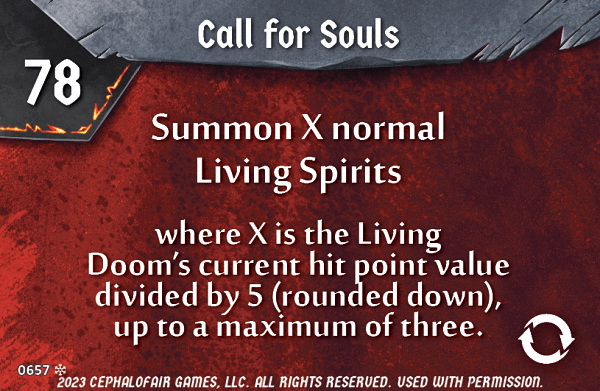 Call for Souls
78
Summon X normal
Living Spirits
where X is the Living
Doom's current hit point value
divided by 5 (rounded down),
up to a maximum of three.
0657
2023 CEPHALOFAIR GAMES, LLC. ALL RIGHTS RESERVED. USED WITH PERMISSION.